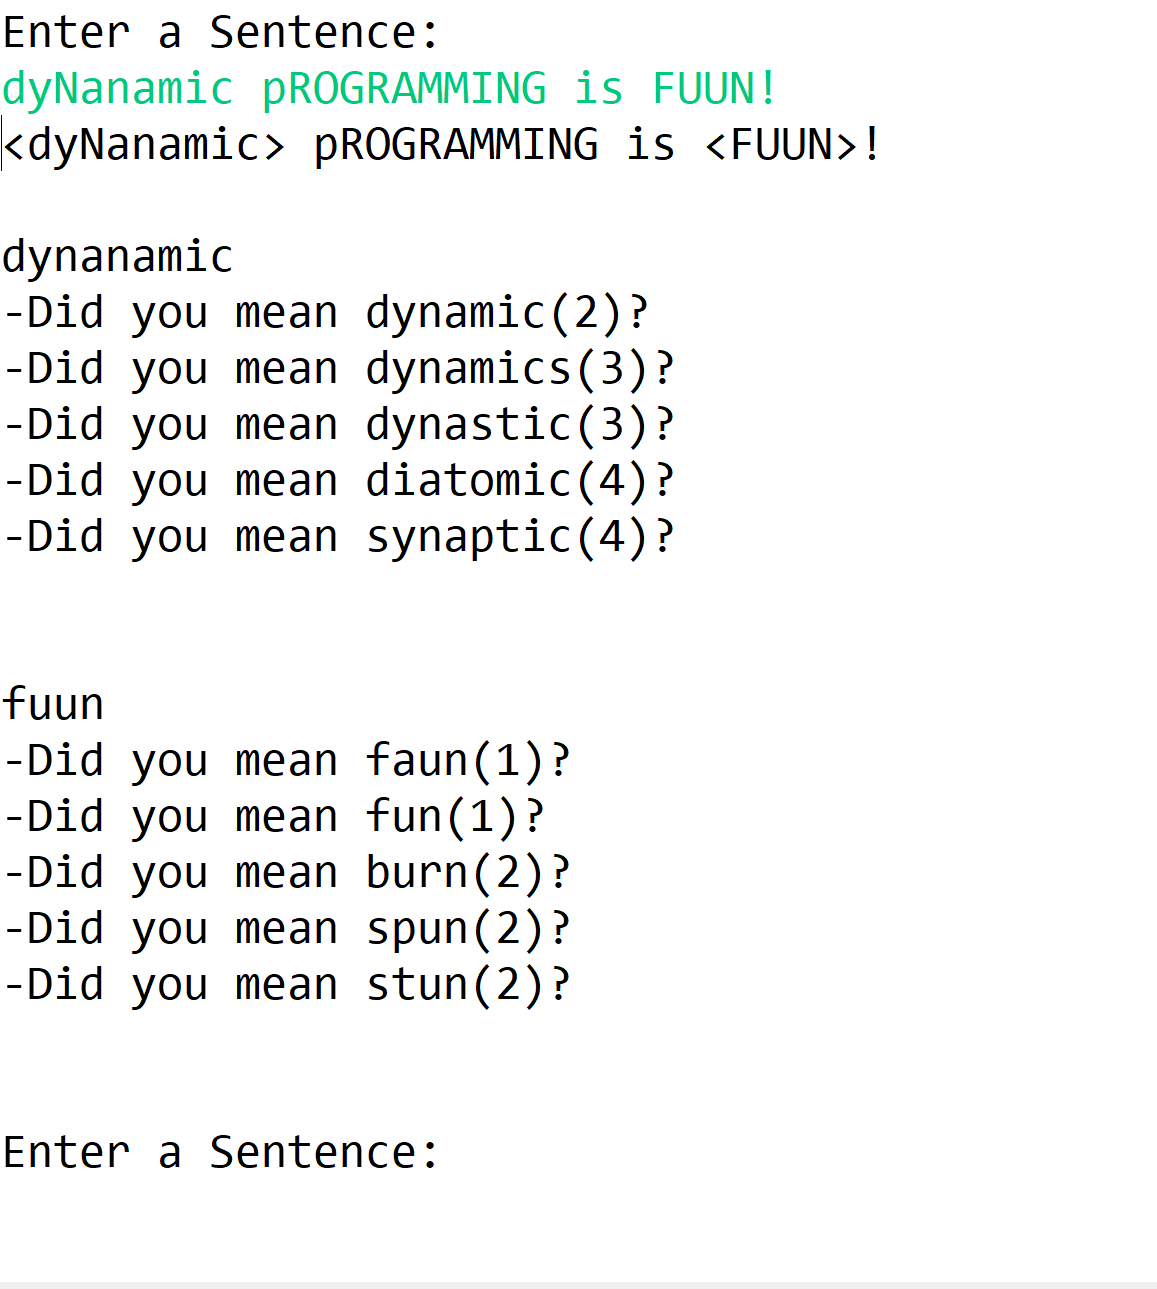 Enter a Sentence:
dyNanamic pROGRAMMING is FUUN!
<dyNanamic> pROGRAMMING is <FUUN>!
dynanamic
-Did you mean dynamic(2)?
-Did you mean dynamics(3)?
-Did you mean dynastic(3)?
-Did you mean diatomic(4)?
-Did you mean synaptic(4)?
fuun
-Did you mean faun(1)?
-Did you mean fun(1)?
-Did you mean burn(2)?
-Did you mean spun(2)?
-Did you mean stun(2)?
Enter a Sentence: